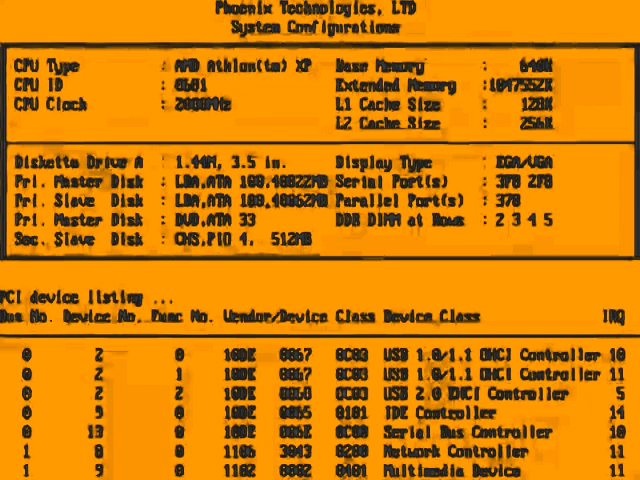 Phoenix Technologies, LTD
System Configurations
CPU Type : AMD Athlon(tm) XP Base Memory : 640K
CPU ID : 0681 Extended Memory : 1047552K
CPU Clock : 2000MHz L1 Cache Size : 128K
L2 Cache Size : 256K
Diskette Drive A : 1.44M, 3.5 in. Display Type : EGA/VGA
Pri. Master Disk : LBA,ATA Serial Port(s) : 3F8 2F8
Pri. Slave Disk : LBA,ATA Parallel Port(s) : 378
Pri. Master Disk : DVD,ATA 33 DDR DIMM at Rows : 2 3 4 5
Sec. Slave Disk : CHS,PIO 4, 512MB
PCI device listing ...
Bus No. Device No. Func No. Vendor/Device Class Device Class IRQ
0 2 0 10DE 0067 0C03 USB 1.0/1.1 OHCI Controller 10
0 2 1 10DE 0067 0C03 USB 1.0/1.1 OHCI Controller 11
0 2 2 10DE 0068 0C03 USB 2.0 EHCI Controller 5
0 9 0 10DE 0065 0101 IDE Controller 14
0 13 0 10DE Serial Bus Controller 10
1 8 0 1106 3043 0200 Network Controller 11
1 9 0 1102 0002 0401 Multimedia Device 11